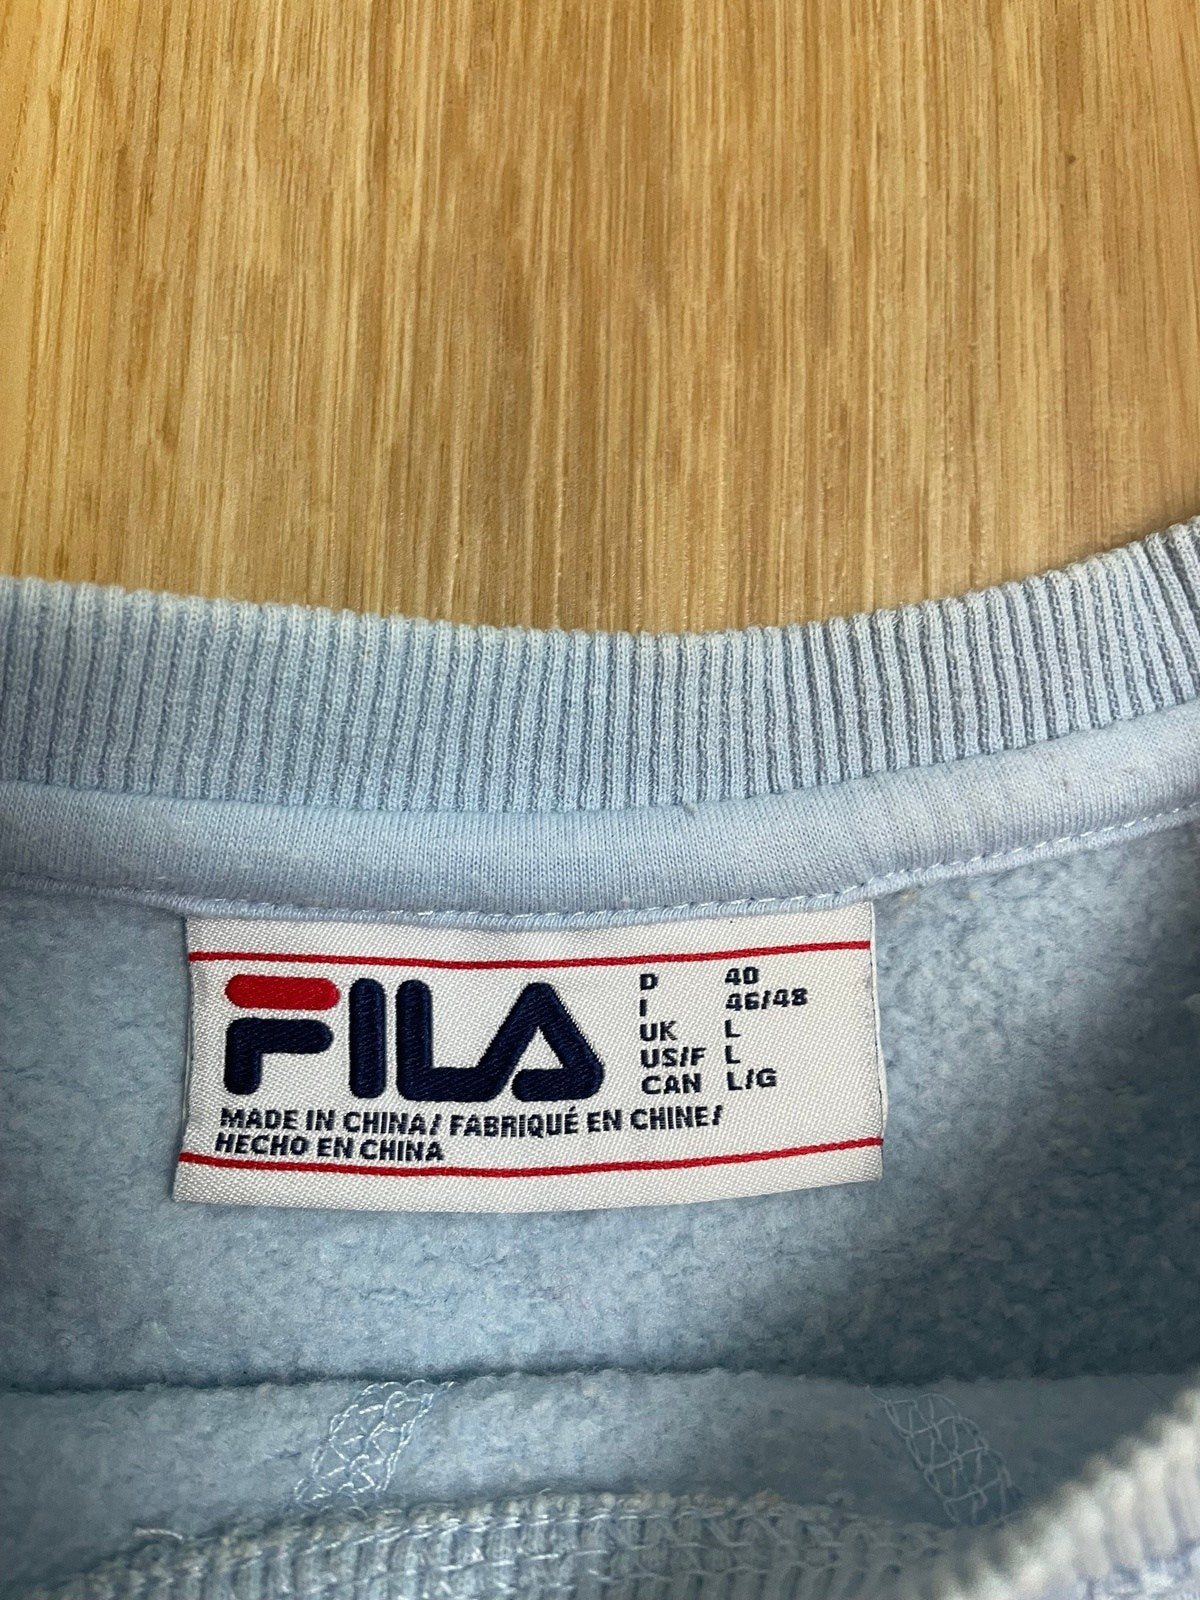 FILA
D 40
I 46/48
UK L
US/F L
CAN L/G
MADE IN CHINA/ FABRIQUÉ EN CHINE/
HECHO EN CHINA